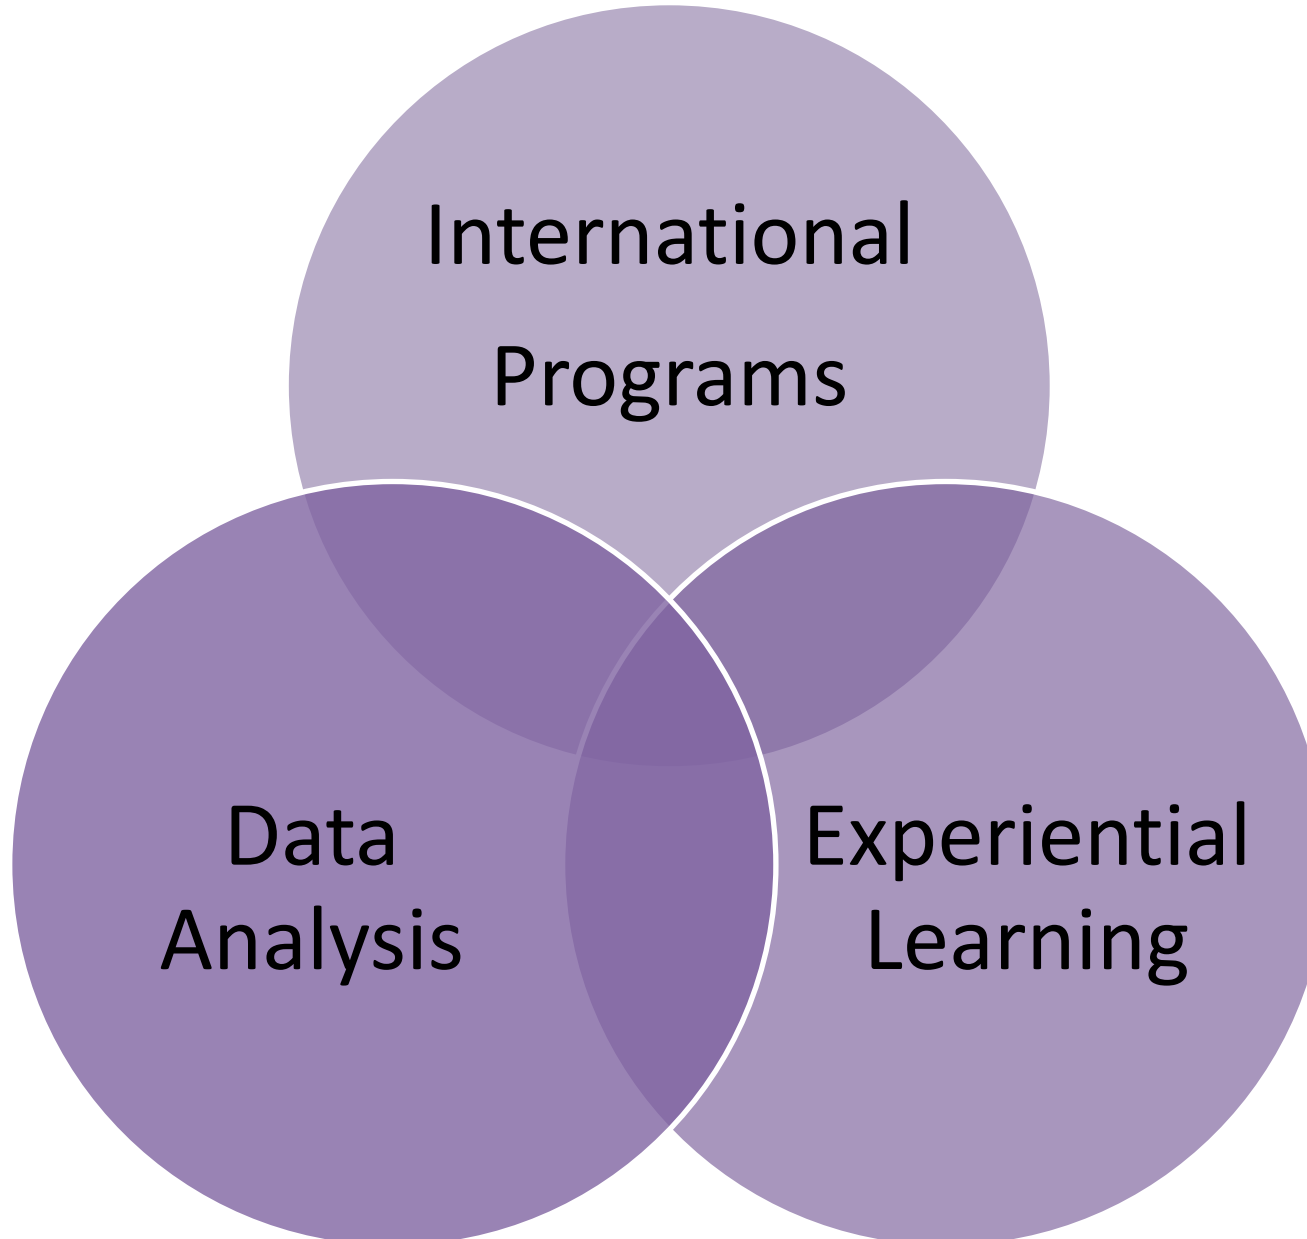 International
Programs
Data
Analysis
Experiential
Learning